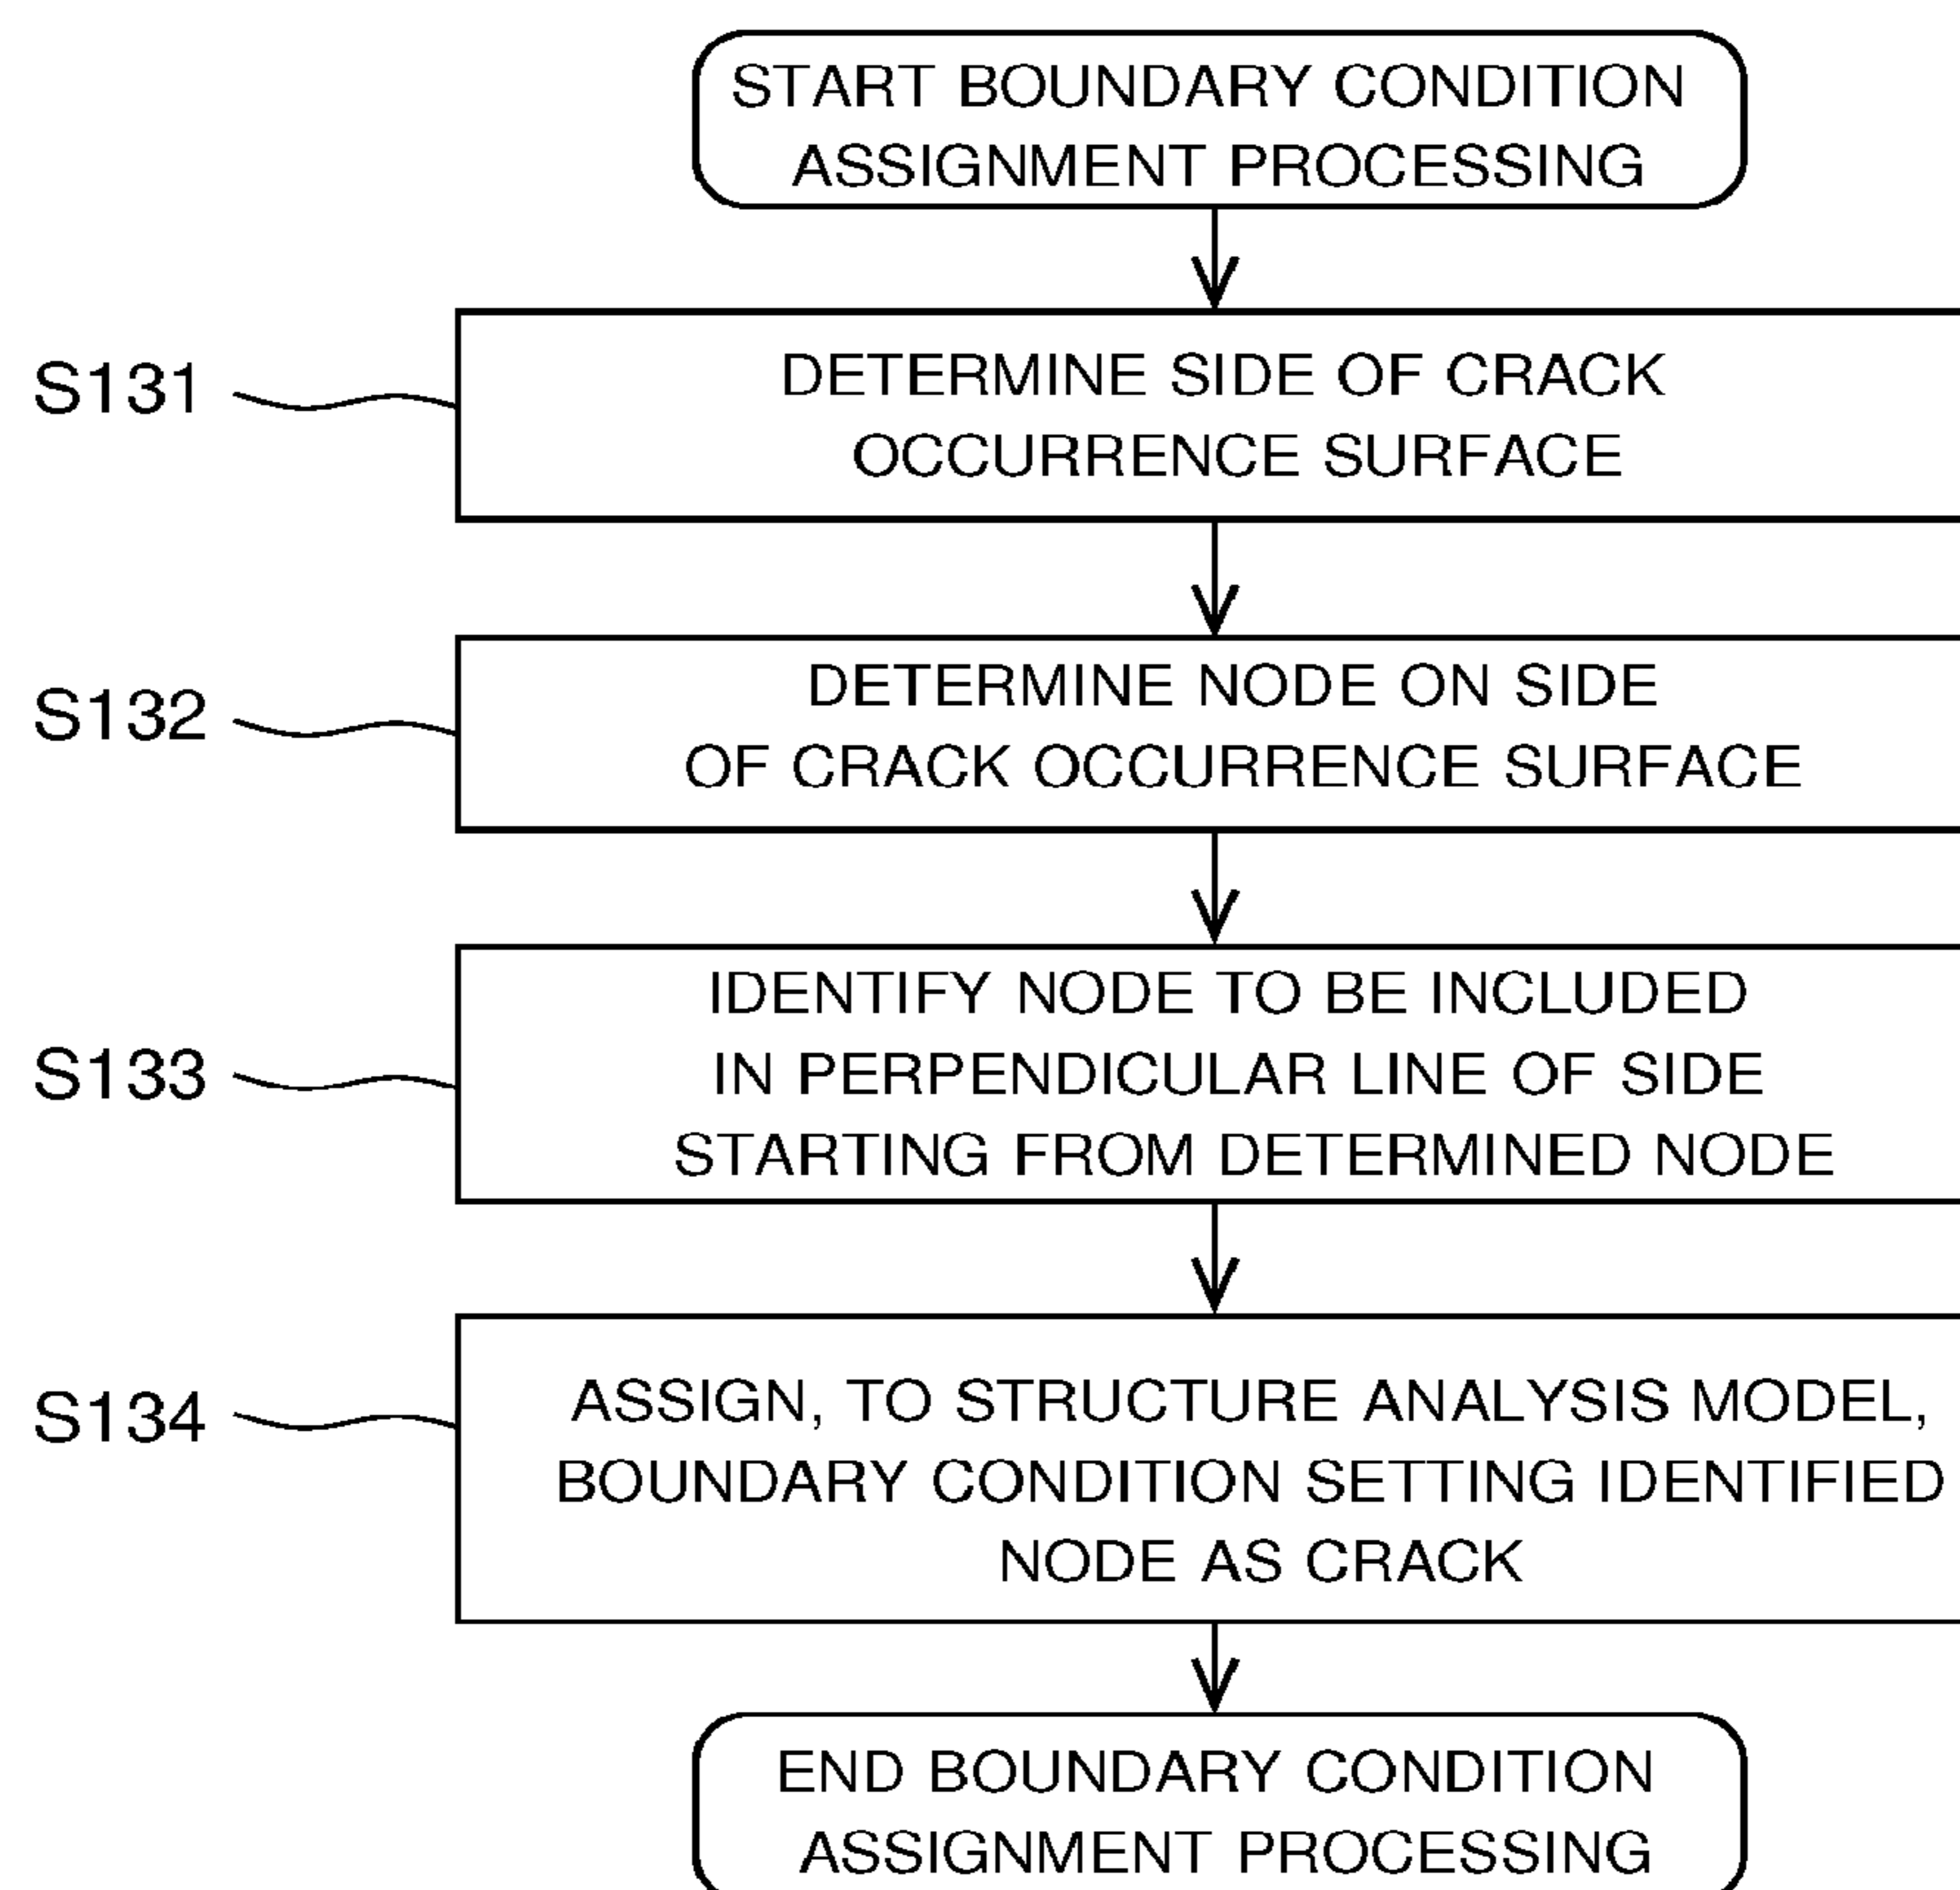 START BOUNDARY CONDITION
ASSIGNMENT PROCESSING
S131
DETERMINE SIDE OF CRACK
OCCURRENCE SURFACE
S132
DETERMINE NODE ON SIDE
OF CRACK OCCURRENCE SURFACE
S133
IDENTIFY NODE TO BE INCLUDED
IN PERPENDICULAR LINE OF SIDE
STARTING FROM DETERMINED NODE
S134
ASSIGN, TO STRUCTURE ANALYSIS MODEL,
BOUNDARY CONDITION SETTING IDENTIFIED
NODE AS CRACK
END BOUNDARY CONDITION
ASSIGNMENT PROCESSING